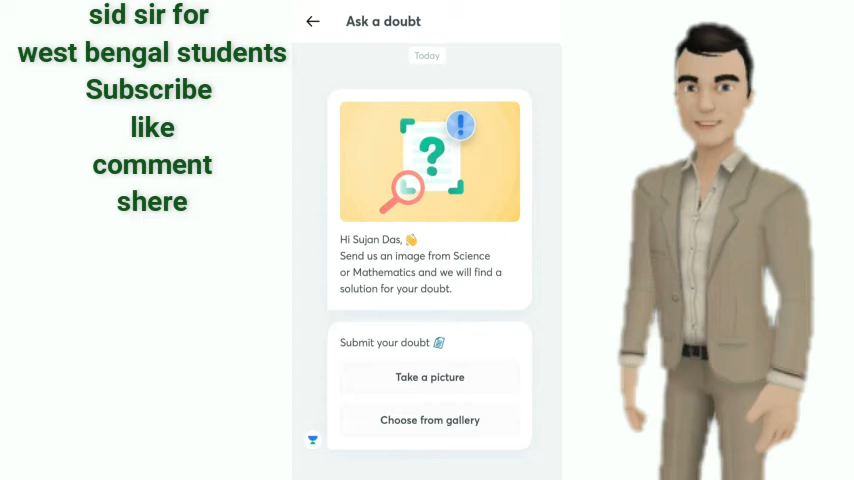 sid sir for
west bengal students
Subscribe
like
comment
shere
Ask a doubt
Today
Hi Sujan Das, 👋
Send us an image from Science
or Mathematics and we will find a
solution for your doubt.
Submit your doubt
Take a picture
Choose from gallery